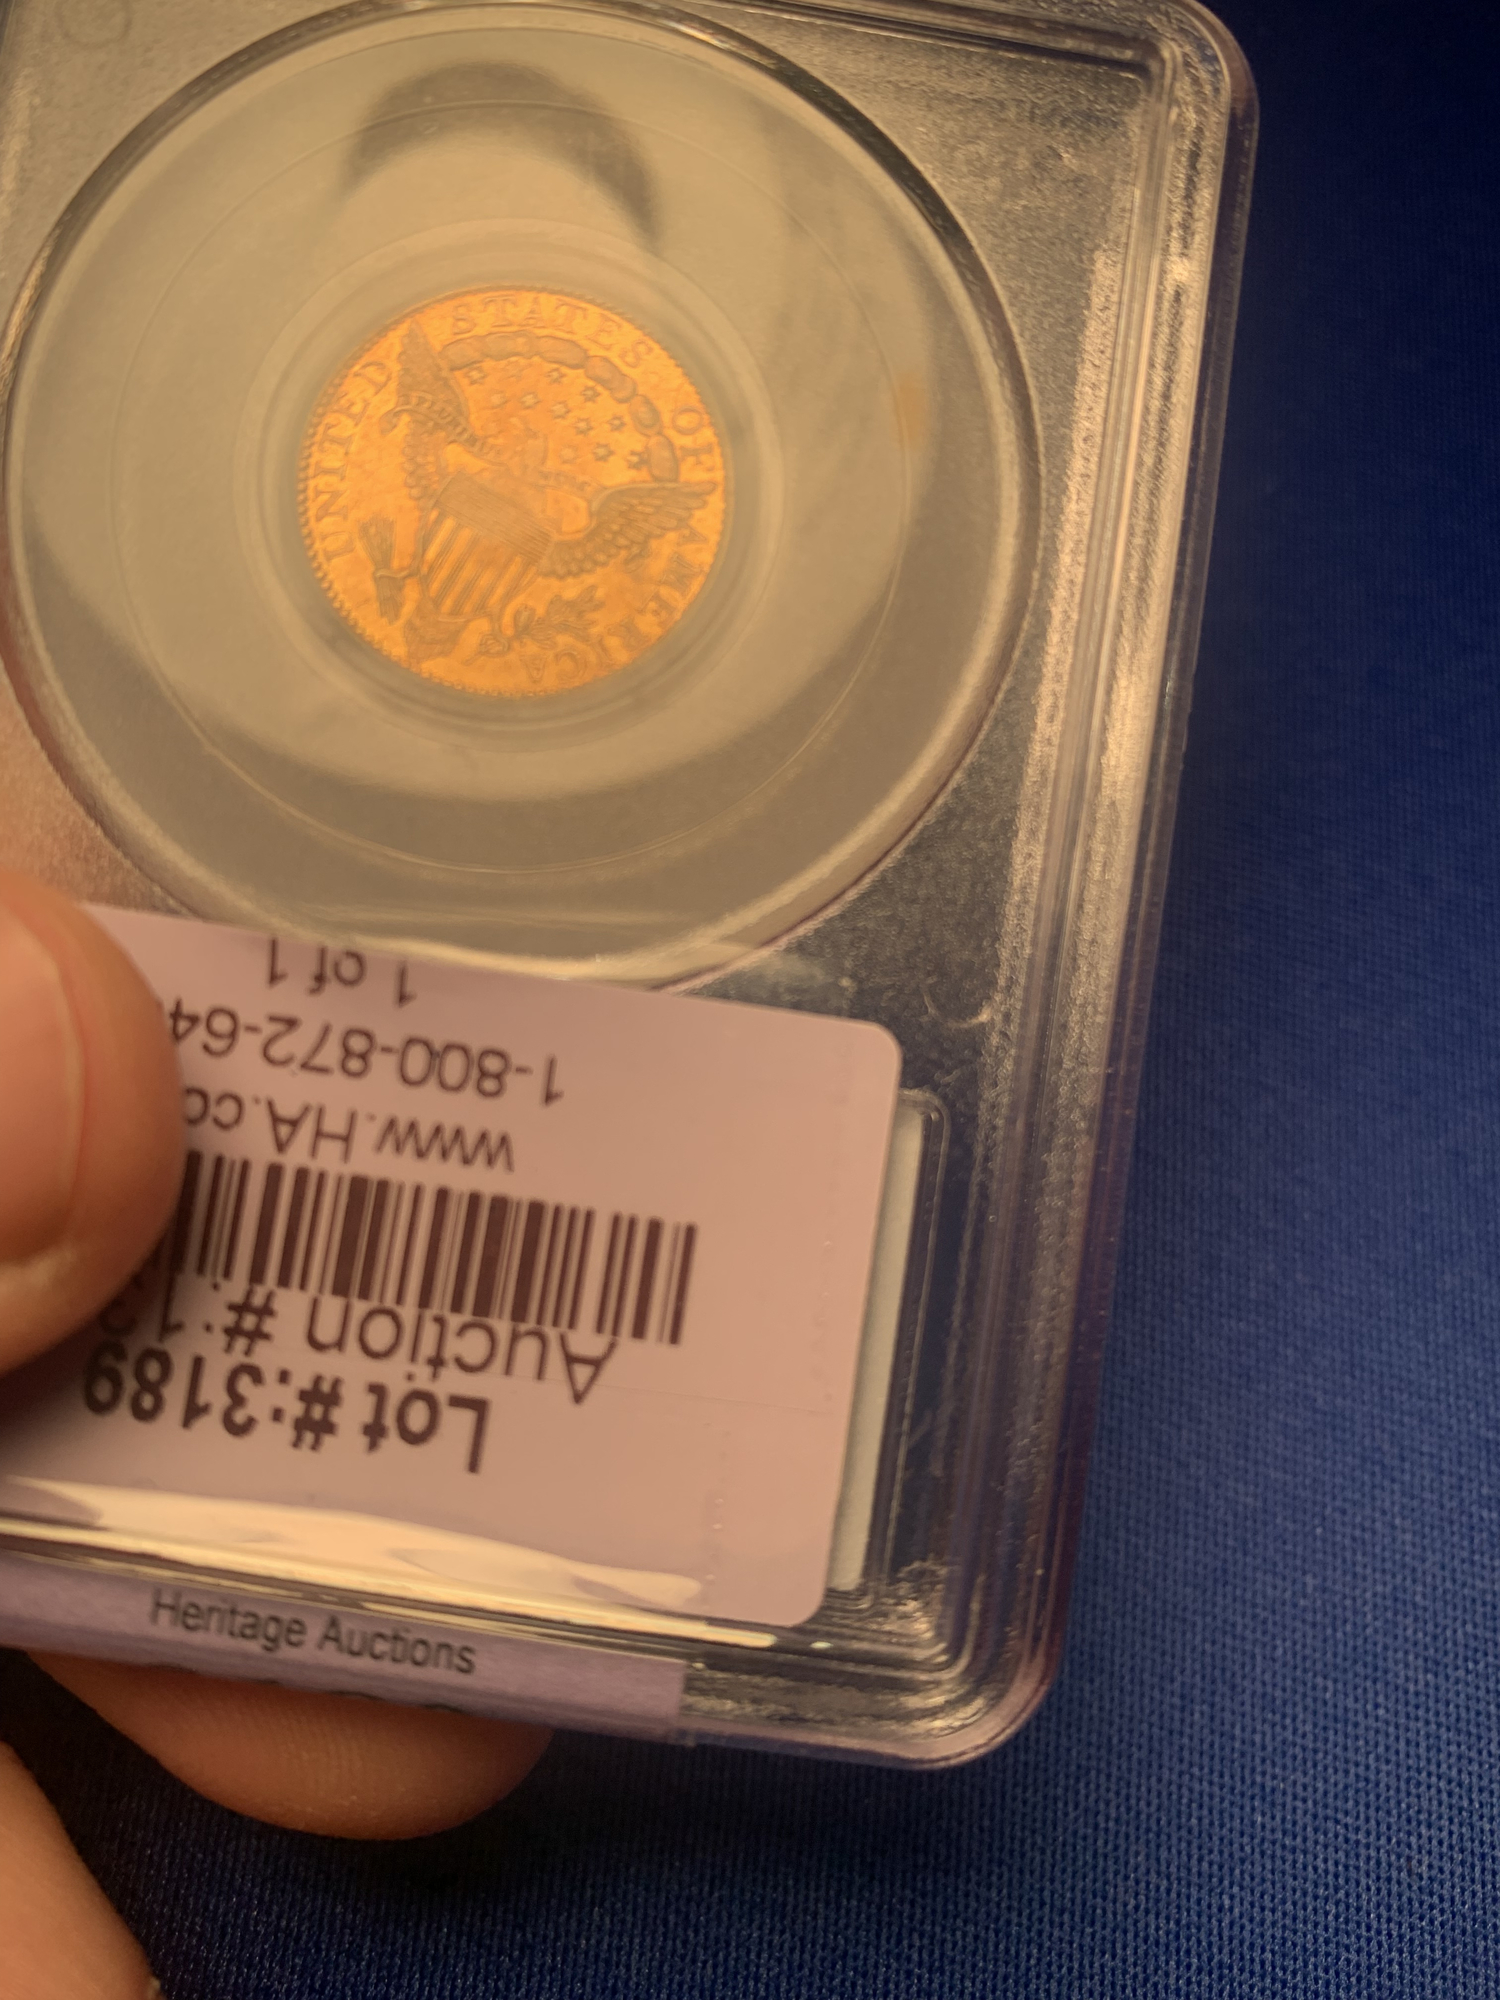 UNITED STATES OF AMERICA
Lot #:3189
Auction #:13
www.HA.co
1-800-872-64
1 of 1
Heritage Auctions